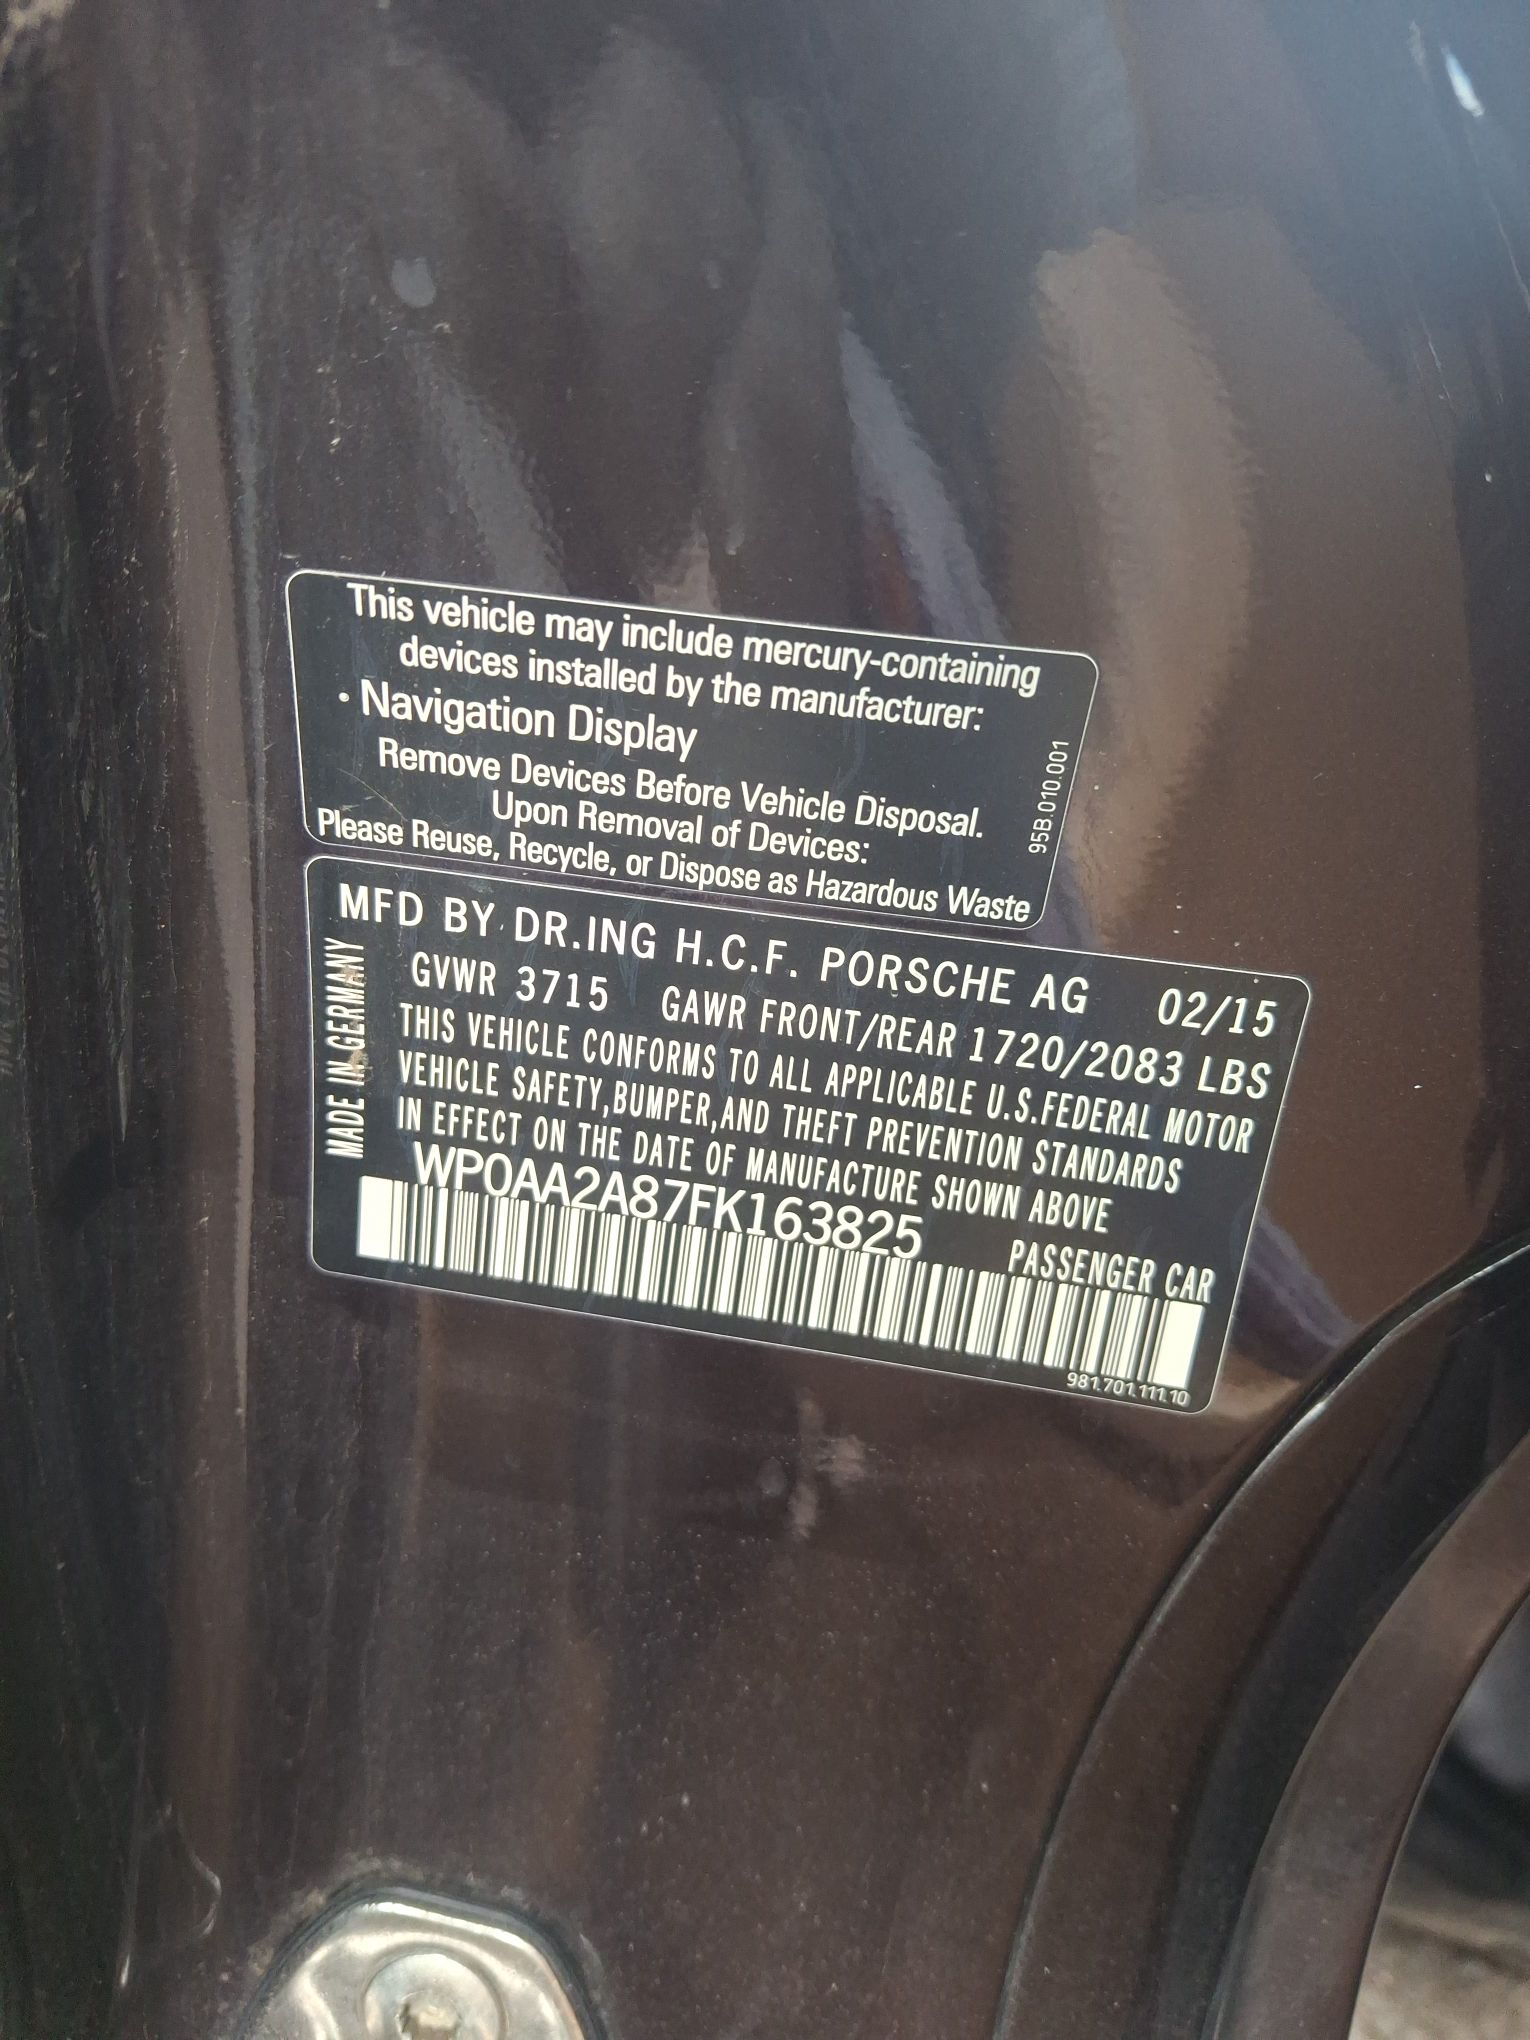 This vehicle may include mercury-containing
devices installed by the manufacturer:
· Navigation Display
Remove Devices Before Vehicle Disposal.
Upon Removal of Devices:
Please Reuse, Recycle, or Dispose as Hazardous Waste
95B.010.001
MFD BY DR.ING H.C.F. PORSCHE AG 02/15
GVWR 3715 GAWR FRONT/REAR 1720/2083 LBS
THIS VEHICLE CONFORMS TO ALL APPLICABLE U.S.FEDERAL MOTOR
VEHICLE SAFETY,BUMPER,AND THEFT PREVENTION STANDARDS
IN EFFECT ON THE DATE OF MANUFACTURE SHOWN ABOVE
MADE IN GERMANY
WP0AA2A87FK163825
PASSENGER CAR
981.701.111.10